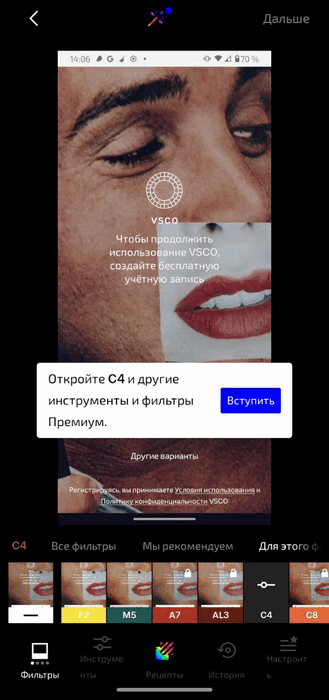 Дальше
14:06
70 %
VSCO
Чтобы продолжить
использование VSCO,
создайте бесплатную
учётную запись
Откройте C4 и другие
инструменты и фильтры
Премиум.
Вступить
Другие варианты
Регистрируясь, вы принимаете Условия использования и
Политику конфиденциальности VSCO
C4 Все фильтры Мы рекомендуем Для этого ф
F2 M5 A7 AL3 C4 C8
Фильтры
Инструме
нты
Рецепты
История
Настроит
ь